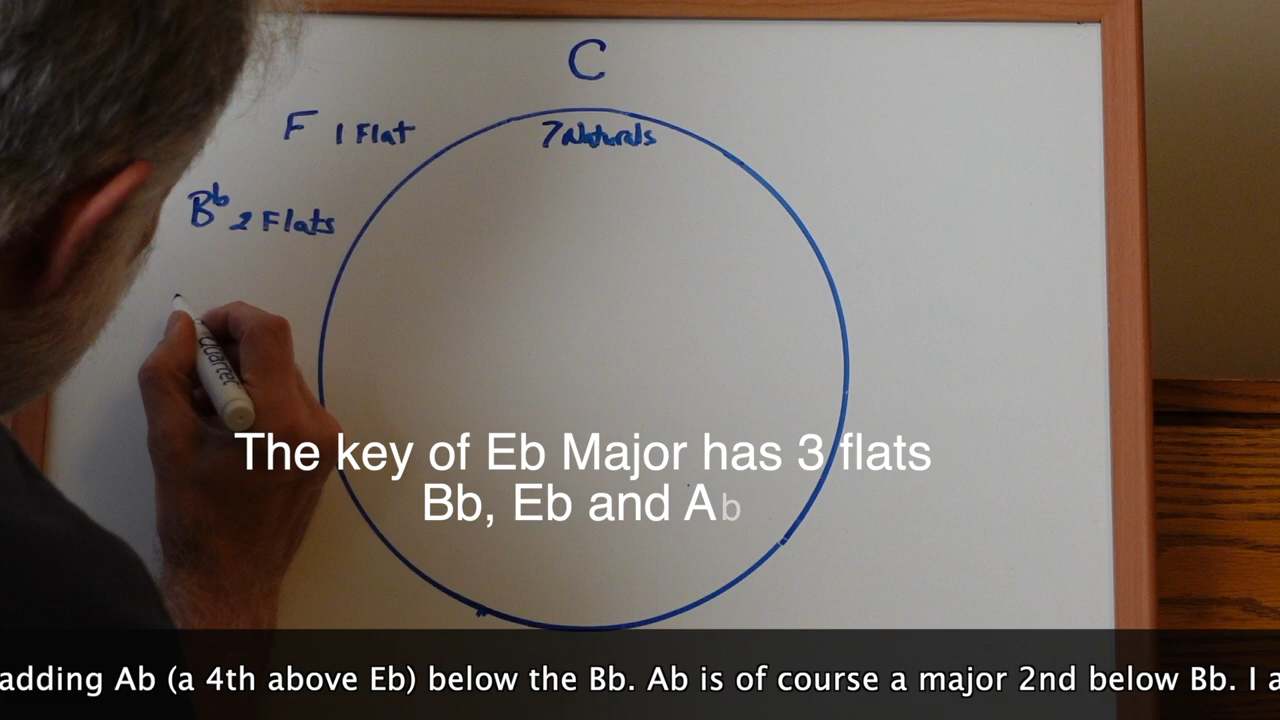 C
F 1 Flat
7 Naturals
Bb 2 Flats
Quartet
The key of Eb Major has 3 flats
Bb, Eb and Ab
adding Ab (a 4th above Eb) below the Bb. Ab is of course a major 2nd below Bb. I a